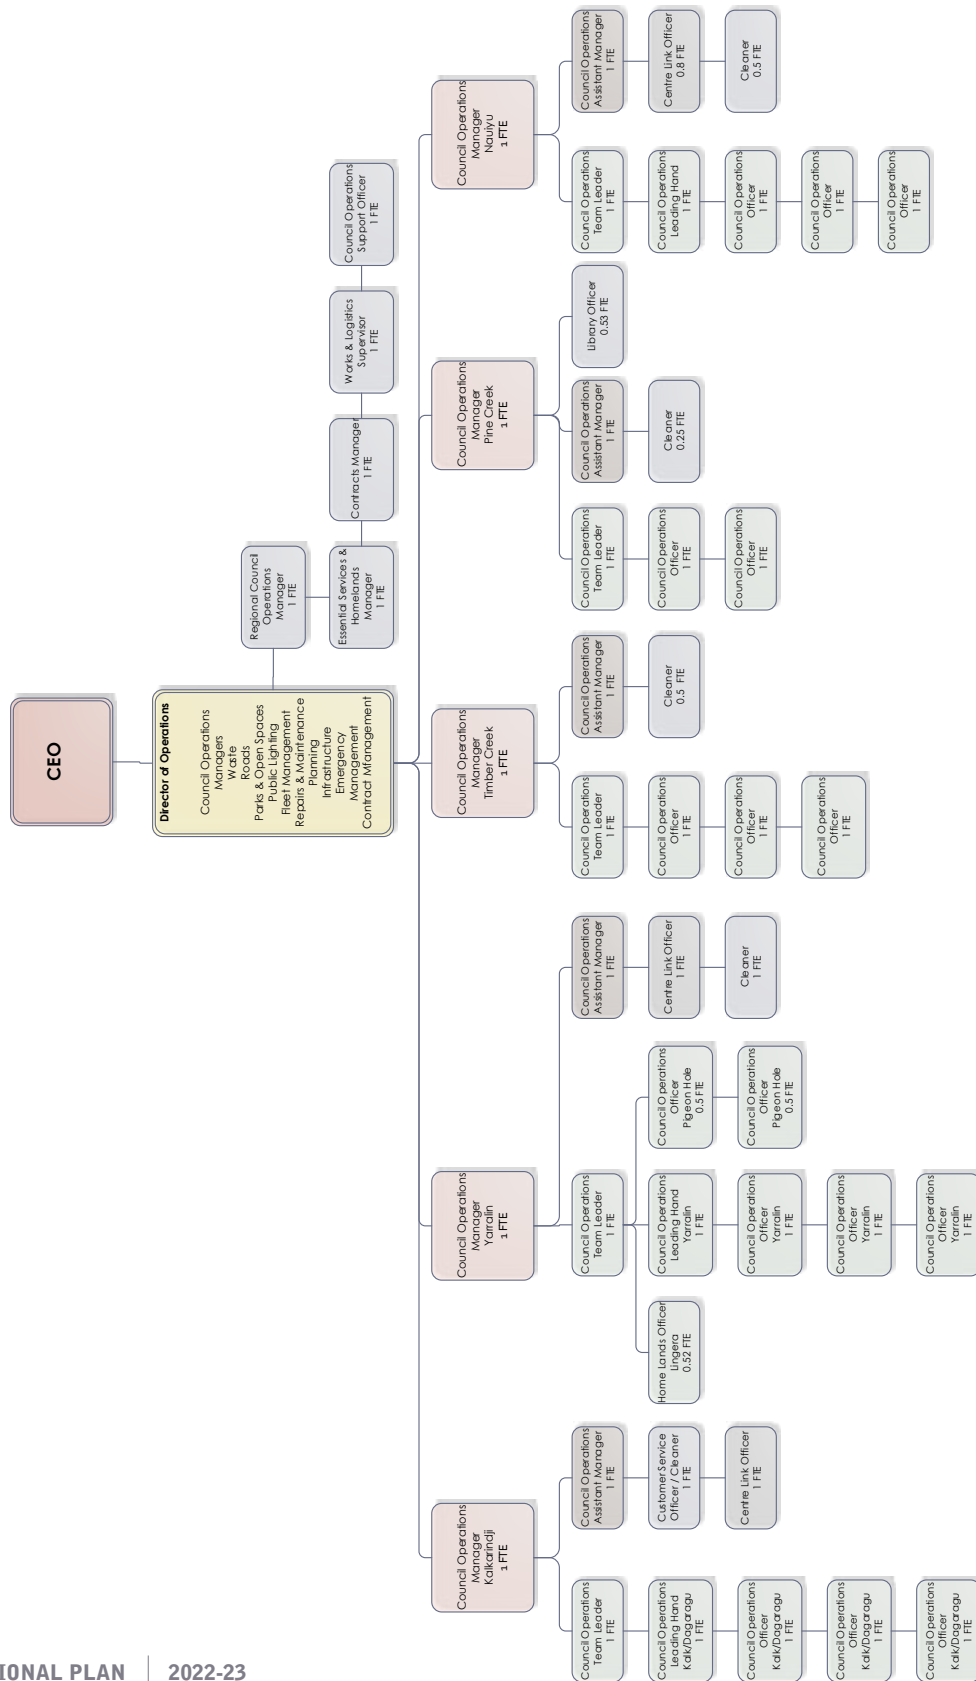 CEO
Director of Operations
Council Operations
Managers
Waste
Roads
Parks & Open Spaces
Public Lighting
Fleet Management
Repairs & Maintenance
Planning
Infrastructure
Emergency
Management
Contract Mfanagement
Regional Council
Operations
Manager
1 FTE
Essential Services &
Homelands
Manager
1 FTE
Contracts Manager
1 FTE
Works & Logistics
Supervisor
1 FTE
Council Operations
Support Officer
1 FTE
Council Operations
Manager
Kalkarindji
1 FTE
Council Operations
Team Leader
1 FTE
Council Operations
Leading Hand
Kalk/Dagaragu
1 FTE
Council Operations
Officer
Kalk/Dagaragu
1 FTE
Council Operations
Officer
Kalk/Dagaragu
1 FTE
Council Operations
Officer
Kalk/Dagaragu
1 FTE
Council Operations
Assistant Manager
1 FTE
Customer Service
Officer / Cleaner
1 FTE
Centre Link Officer
1 FTE
Council Operations
Manager
Yarralin
1 FTE
Council Operations
Team Leader
1 FTE
Home Lands Officer
Lingera
0.52 FTE
Council Operations
Leading Hand
Yarralin
1 FTE
Council Operations
Officer
Yarralin
1 FTE
Council Operations
Officer
Yarralin
1 FTE
Council Operations
Officer
Yarralin
1 FTE
Council Operations
Officer
Pigeon Hole
0.5 FTE
Council Operations
Officer
Pigeon Hole
0.5 FTE
Council Operations
Assistant Manager
1 FTE
Centre Link Officer
1 FTE
Cleaner
1 FTE
Council Operations
Manager
Timber Creek
1 FTE
Council Operations
Team Leader
1 FTE
Council Operations
Officer
1 FTE
Council Operations
Officer
1 FTE
Council Operations
Officer
1 FTE
Council Operations
Assistant Manager
1 FTE
Cleaner
0.5 FTE
Council Operations
Manager
Pine Creek
1 FTE
Council Operations
Team Leader
1 FTE
Council Operations
Officer
1 FTE
Council Operations
Officer
1 FTE
Council Operations
Assistant Manager
1 FTE
Cleaner
0.25 FTE
Library Officer
0.53 FTE
Council Operations
Manager
Nauiyu
1 FTE
Council Operations
Team Leader
1 FTE
Council Operations
Leading Hand
1 FTE
Council Operations
Officer
1 FTE
Council Operations
Officer
1 FTE
Council Operations
Officer
1 FTE
Council Operations
Assistant Manager
1 FTE
Centre Link Officer
0.8 FTE
Cleaner
0.5 FTE
IONAL PLAN | 2022-23